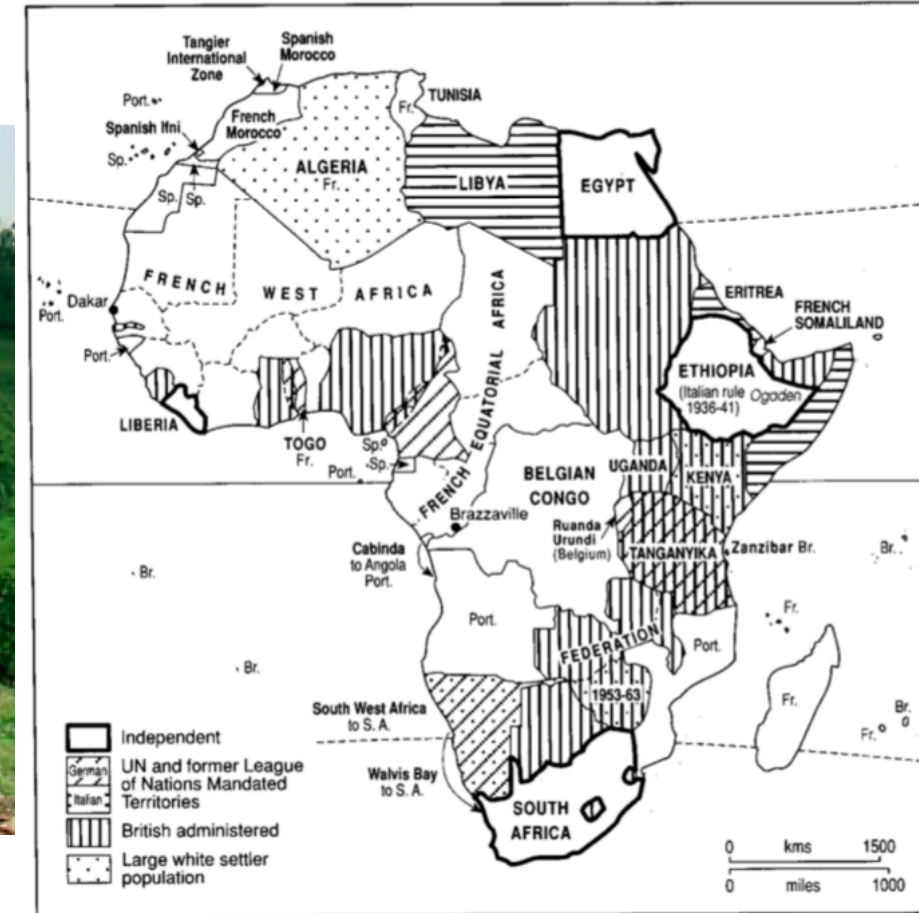 Tangier
International
Zone
Spanish
Morocco
Port.
French
Morocco
Fr.
TUNISIA
Spanish Ifni
Sp.
Sp.
Sp.
ALGERIA
Fr.
LIBYA
EGYPT
FRENCH WEST AFRICA
Dakar
Port.
Port.
FRENCH EQUATORIAL AFRICA
ERITREA
FRENCH
SOMALILAND
ETHIOPIA
(Italian rule
1936-41)
Ogaden
LIBERIA
TOGO
Fr.
Sp.
Sp.
Port.
BELGIAN
CONGO
UGANDA
KENYA
Brazzaville
Ruanda
Urundi
(Belgium)
TANGANYIKA
Zanzibar Br.
Br.
Cabinda
to Angola
Port.
Br.
Port.
FEDERATION
1953-63
Port.
Fr.
Fr.
Br.
Fr.
Br.
South West Africa
to S. A.
Walvis Bay
to S. A.
SOUTH
AFRICA
Independent
German
Italian
UN and former League
of Nations Mandated
Territories
British administered
Large white settler
population
0 kms 1500
0 miles 1000